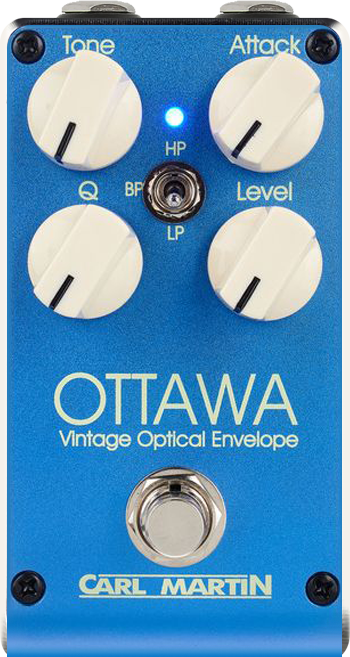 Tone Attack
HP
Q BP Level
LP
OTTAWA
Vintage Optical Envelope
CARL MARTIN